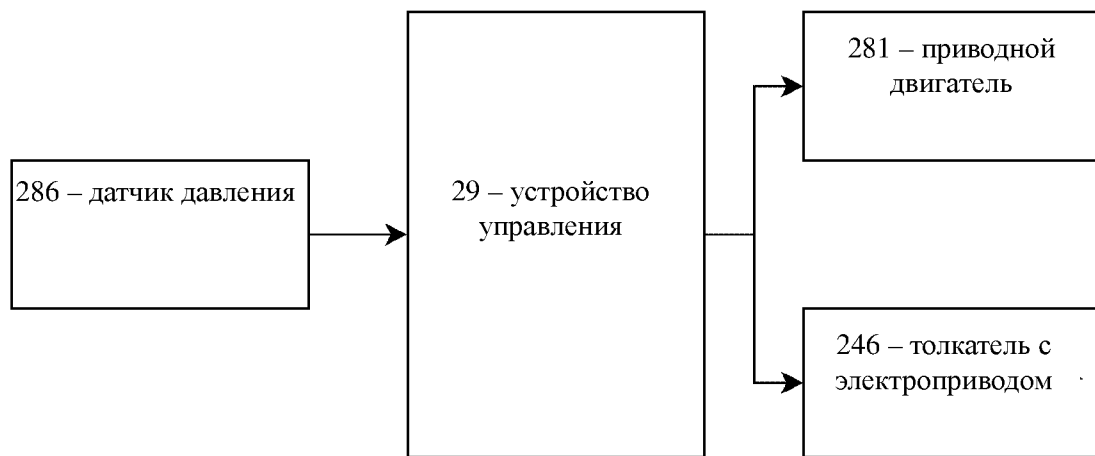 286 – датчик давления
29 – устройство
управления
281 – приводной
двигатель
246 – толкатель с
электроприводом